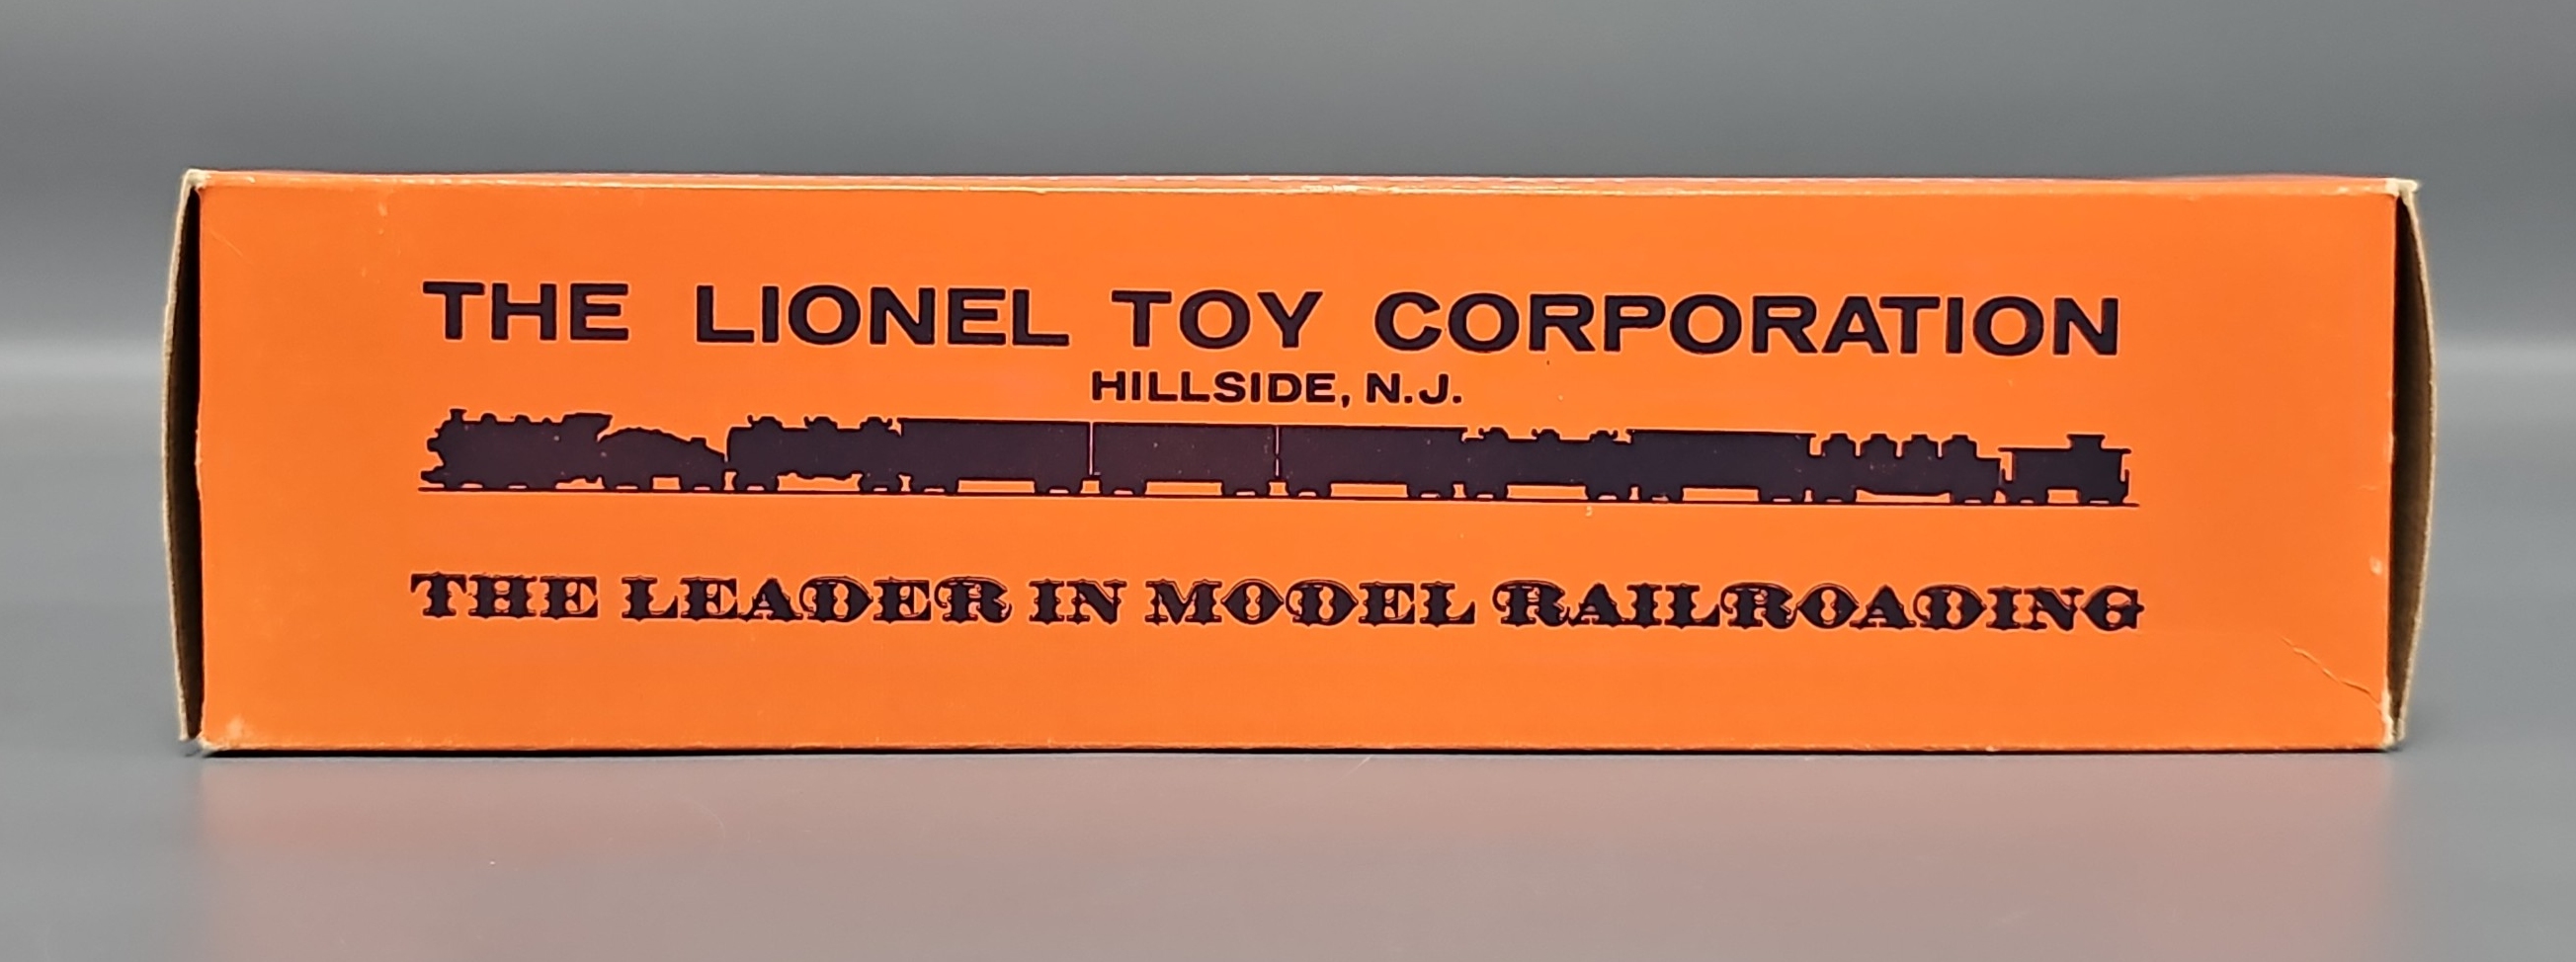 THE LIONEL TOY CORPORATION
HILLSIDE, N.J.
THE LEADER IN MODEL RAILROADING